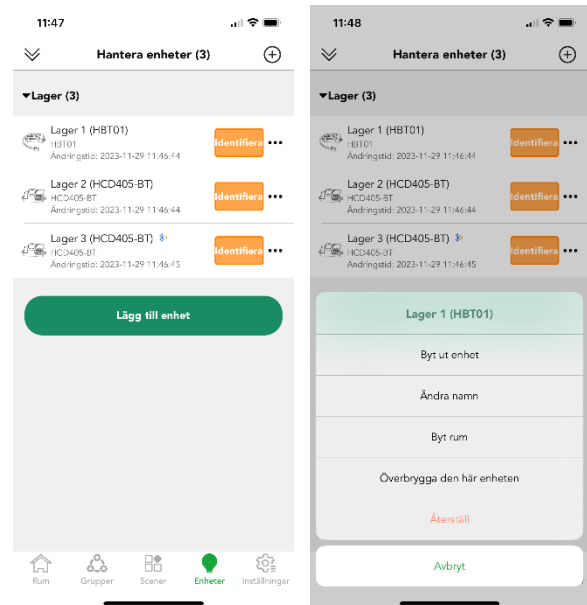 11:47
Hantera enheter (3)
Lager (3)
Lager 1 (HBT01)
HBT01
Ändringstid: 2023-11-29 11:46:44
Identifiera
Lager 2 (HCD405-BT)
HCD405-BT
Ändringstid: 2023-11-29 11:46:44
Identifiera
Lager 3 (HCD405-BT)
HCD405-BT
Ändringstid: 2023-11-29 11:46:45
Identifiera
Lägg till enhet
Rum
Grupper
Scener
Enheter
Inställningar
11:48
Hantera enheter (3)
Lager (3)
Lager 1 (HBT01)
HBT01
Ändringstid: 2023-11-29 11:46:44
Identifiera
Lager 2 (HCD405-BT)
HCD405-BT
Ändringstid: 2023-11-29 11:46:44
Identifiera
Lager 3 (HCD405-BT)
HCD405-BT
Ändringstid: 2023-11-29 11:46:45
Identifiera
Lager 1 (HBT01)
Byt ut enhet
Ändra namn
Byt rum
Överbrygga den här enheten
Återställ
Avbryt